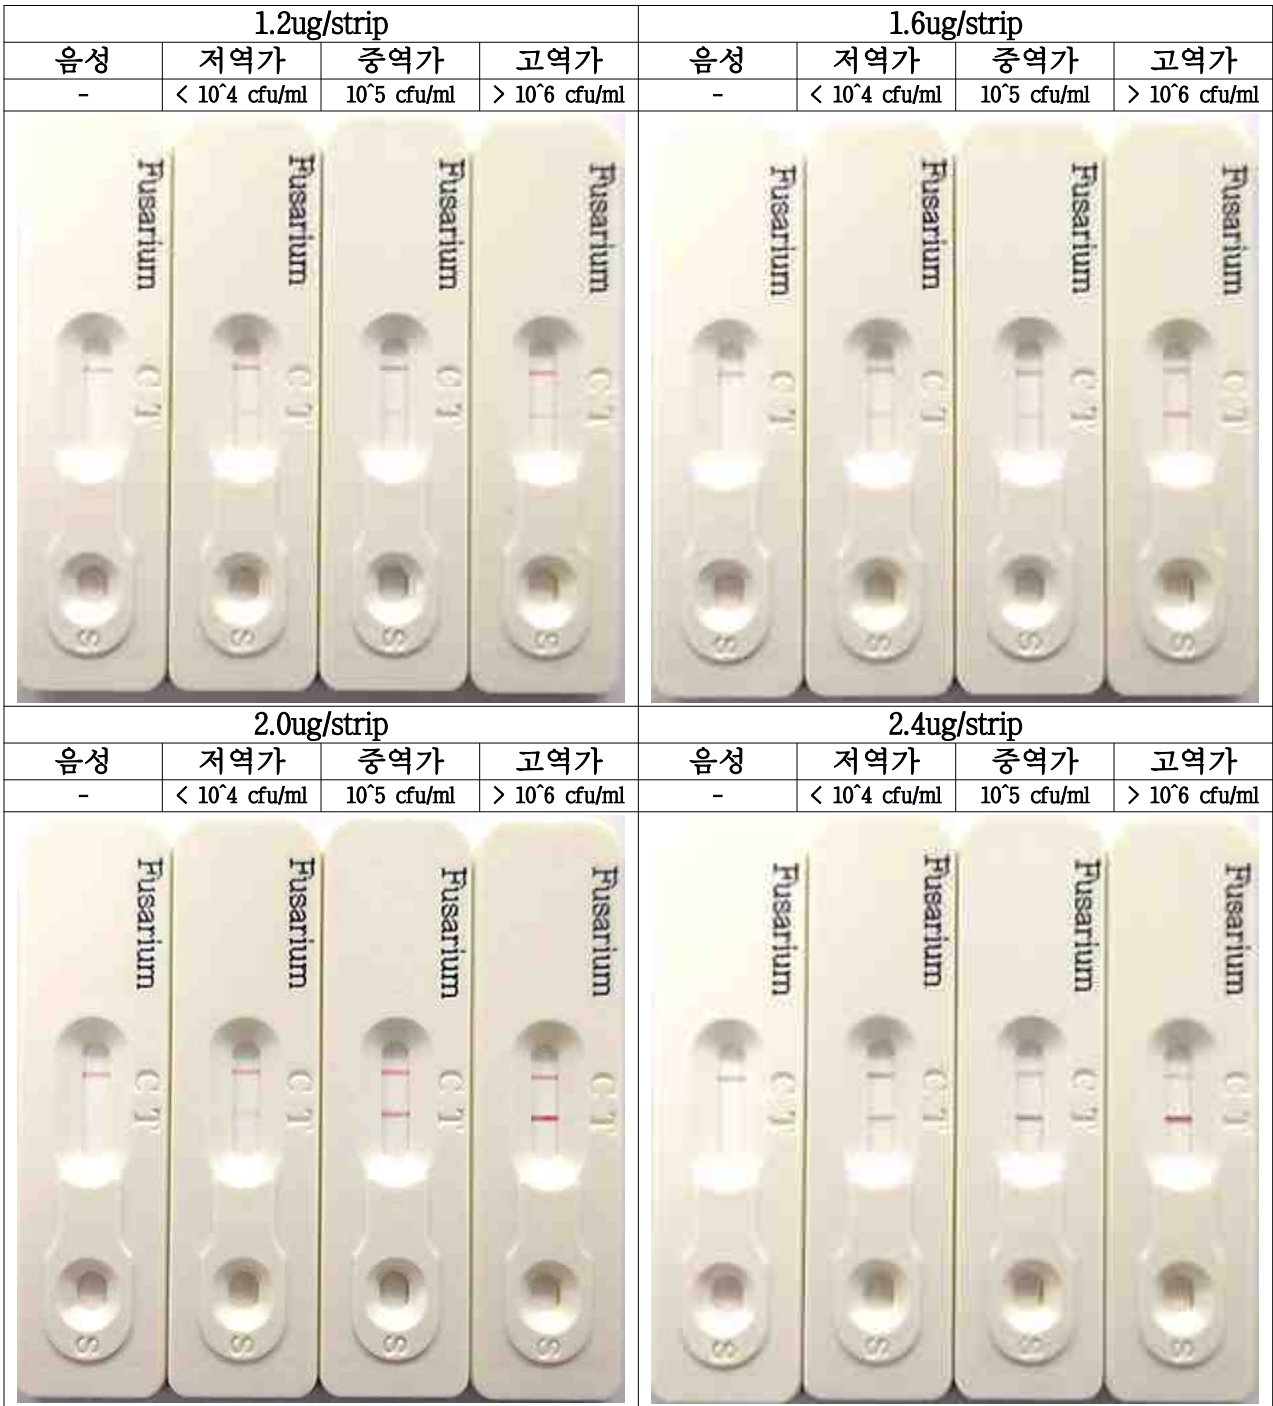 1.2ug/strip 1.6ug/strip
음성 저역가 중역가 고역가 음성 저역가 중역가 고역가
- < 10^4 cfu/ml 10^5 cfu/ml > 10^6 cfu/ml - < 10^4 cfu/ml 10^5 cfu/ml > 10^6 cfu/ml
Fusarium Fusarium Fusarium Fusarium Fusarium Fusarium Fusarium Fusarium
C T C T C T C T C T C T C T C T
S S S S S S S S
2.0ug/strip 2.4ug/strip
음성 저역가 중역가 고역가 음성 저역가 중역가 고역가
- < 10^4 cfu/ml 10^5 cfu/ml > 10^6 cfu/ml - < 10^4 cfu/ml 10^5 cfu/ml > 10^6 cfu/ml
Fusarium Fusarium Fusarium Fusarium Fusarium Fusarium Fusarium Fusarium
C T C T C T C T C T C T C T C T
S S S S S S S S